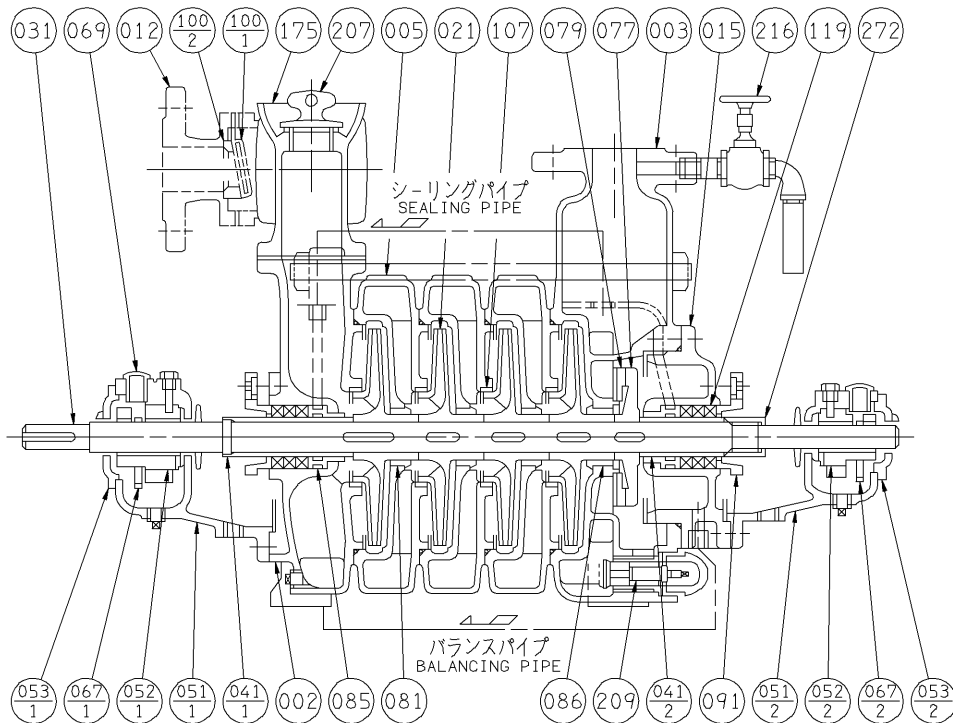 031 069 012 100/2 100/1 175 207 005 021 107 079 077 003 015 216 119 272
シーリングパイプ
SEALING PIPE
バランスパイプ
BALANCING PIPE
053/1 067/1 052/1 051/1 041/1 002 085 081 086 209 041/2 091 051/2 052/2 067/2 053/2